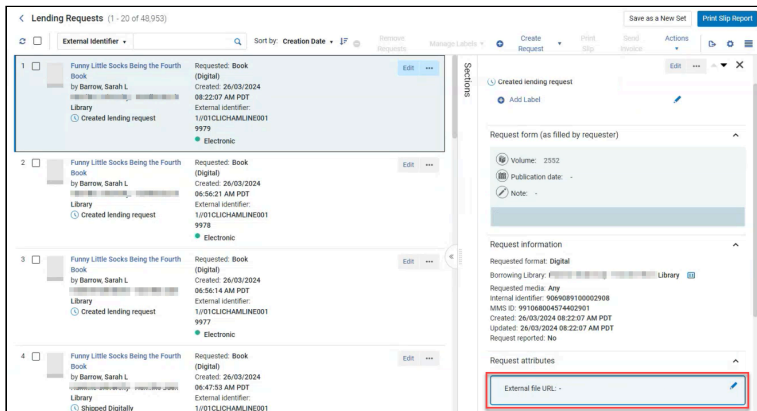 Lending Requests (1 - 20 of 48,953)
Save as a New Set
Print Slip Report
External Identifier
Sort by: Creation Date
Remove Requests
Manage Labels
Create Request
Print Slip
Send Invoice
Actions
1
Funny Little Socks Being the Fourth
Book
by Barrow, Sarah L
Library
Created lending request
Requested: Book
(Digital)
Created: 26/03/2024
08:22:07 AM PDT
External identifier:
1//01CLICHAMLINE001
9979
Electronic
Edit
2
Funny Little Socks Being the Fourth
Book
by Barrow, Sarah L
Library
Created lending request
Requested: Book
(Digital)
Created: 26/03/2024
06:56:21 AM PDT
External identifier:
1//01CLICHAMLINE001
9978
Electronic
Edit
3
Funny Little Socks Being the Fourth
Book
by Barrow, Sarah L
Library
Created lending request
Requested: Book
(Digital)
Created: 26/03/2024
06:56:14 AM PDT
External identifier:
1//01CLICHAMLINE001
9977
Electronic
Edit
4
Funny Little Socks Being the Fourth
Book
by Barrow, Sarah L
Library
Shipped Digitally
Requested: Book
(Digital)
Created: 26/03/2024
06:47:53 AM PDT
External identifier:
1//01CLICHAMLINE001
Edit
Sections
Edit
Created lending request
Add Label
Request form (as filled by requester)
Volume: 2552
Publication date: -
Note: -
Request information
Requested format: Digital
Borrowing Library: Library
Requested media: Any
Internal identifier: 9069089100002908
MMS ID: 991068004574402901
Created: 26/03/2024 08:22:07 AM PDT
Updated: 26/03/2024 08:22:07 AM PDT
Request reported: No
Request attributes
External file URL: -